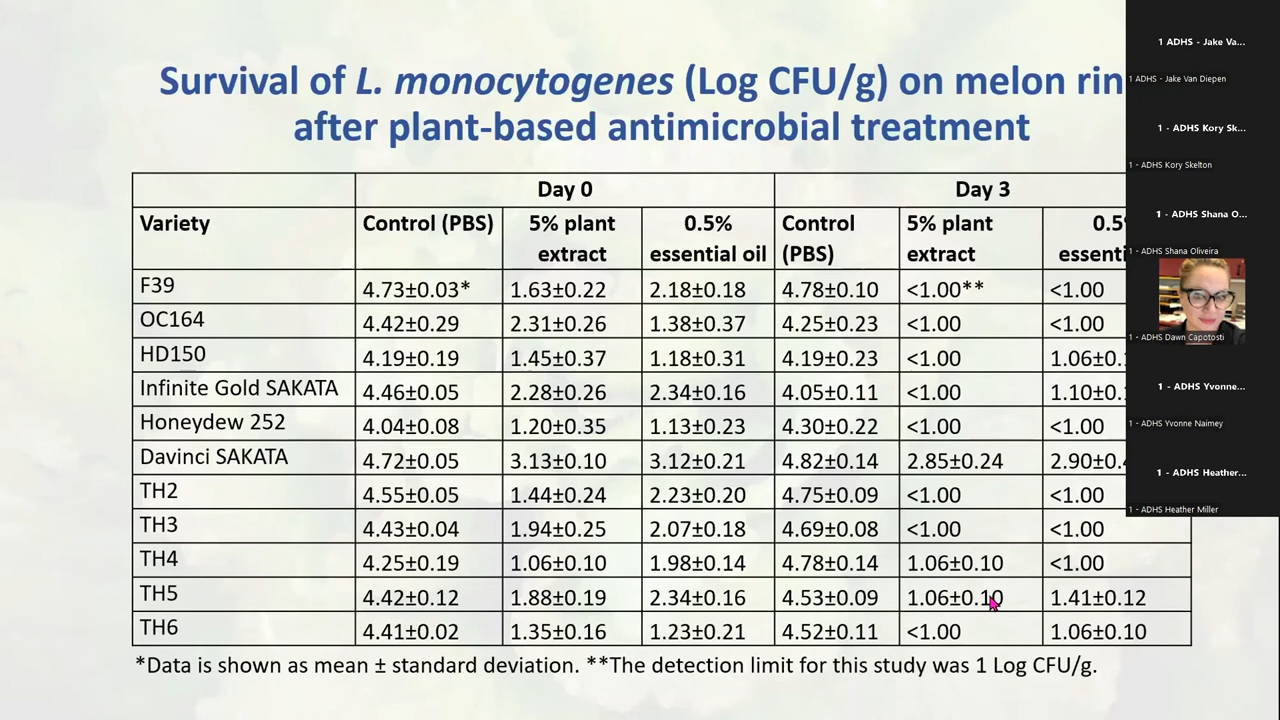 Survival of L. monocytogenes (Log CFU/g) on melon rin
after plant-based antimicrobial treatment
Day 0 Day 3
Variety Control (PBS) 5% plant extract 0.5% essential oil Control (PBS) 5% plant extract 0.5% essenti
F39 4.73±0.03* 1.63±0.22 2.18±0.18 4.78±0.10 <1.00** <1.00
OC164 4.42±0.29 2.31±0.26 1.38±0.37 4.25±0.23 <1.00 <1.00
HD150 4.19±0.19 1.45±0.37 1.18±0.31 4.19±0.23 <1.00 1.06±0.
Infinite Gold SAKATA 4.46±0.05 2.28±0.26 2.34±0.16 4.05±0.11 <1.00 1.10±0.
Honeydew 252 4.04±0.08 1.20±0.35 1.13±0.23 4.30±0.22 <1.00 <1.00
Davinci SAKATA 4.72±0.05 3.13±0.10 3.12±0.21 4.82±0.14 2.85±0.24 2.90±0.
TH2 4.55±0.05 1.44±0.24 2.23±0.20 4.75±0.09 <1.00 <1.00
TH3 4.43±0.04 1.94±0.25 2.07±0.18 4.69±0.08 <1.00 <1.00
TH4 4.25±0.19 1.06±0.10 1.98±0.14 4.78±0.14 1.06±0.10 <1.00
TH5 4.42±0.12 1.88±0.19 2.34±0.16 4.53±0.09 1.06±0.10 1.41±0.12
TH6 4.41±0.02 1.35±0.16 1.23±0.21 4.52±0.11 <1.00 1.06±0.10
*Data is shown as mean ± standard deviation. **The detection limit for this study was 1 Log CFU/g.
1 ADHS - Jake Va...
1 ADHS - Jake Van Diepen
1 - ADHS Kory Sk...
1 - ADHS Kory Skelton
1 - ADHS Shana O...
1 - ADHS Shana Oliveira
1 - ADHS Dawn Capotosti
1 - ADHS Yvonne...
1 - ADHS Yvonne Naimey
1 - ADHS Heather...
1 - ADHS Heather Miller